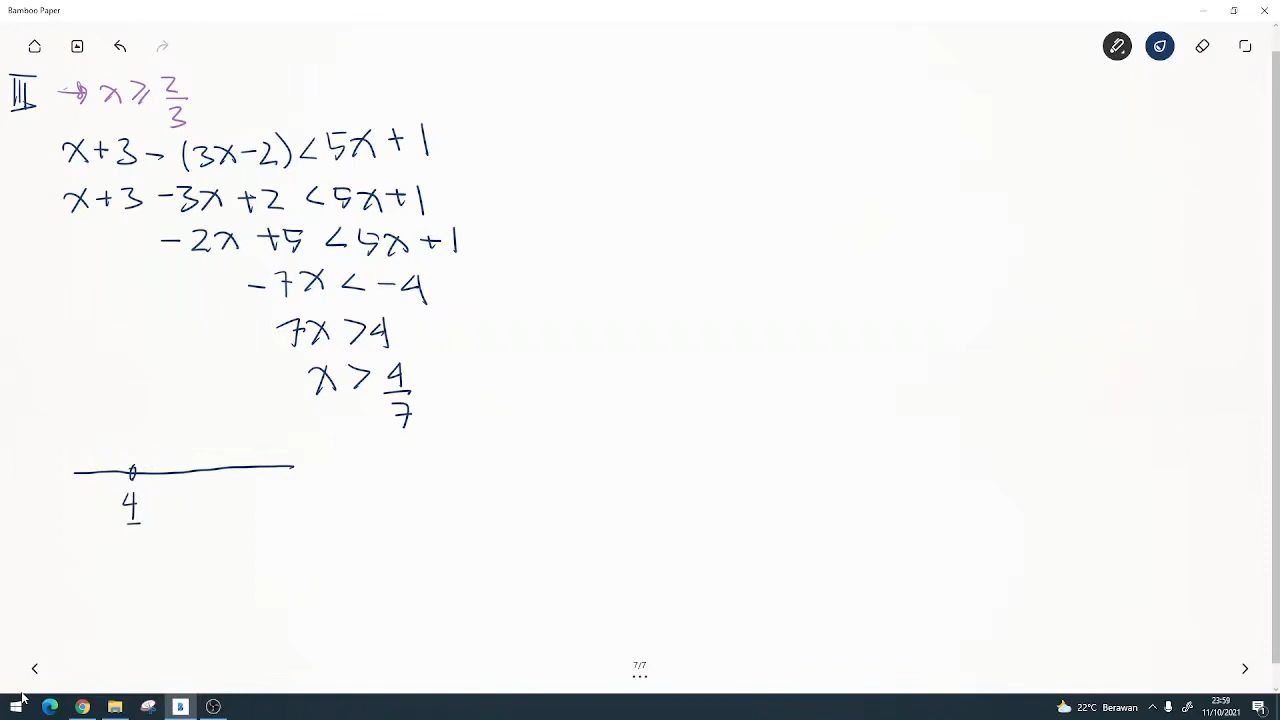 Bamboo Paper
III → x ≥ 2/3
x + 3 - (3x - 2) < 5x + 1
x + 3 - 3x + 2 < 5x + 1
- 2x + 5 < 5x + 1
- 7x < - 4
7x > 4
x > 4/7
4
7/7
22°C Berawan
23:59
11/10/2021